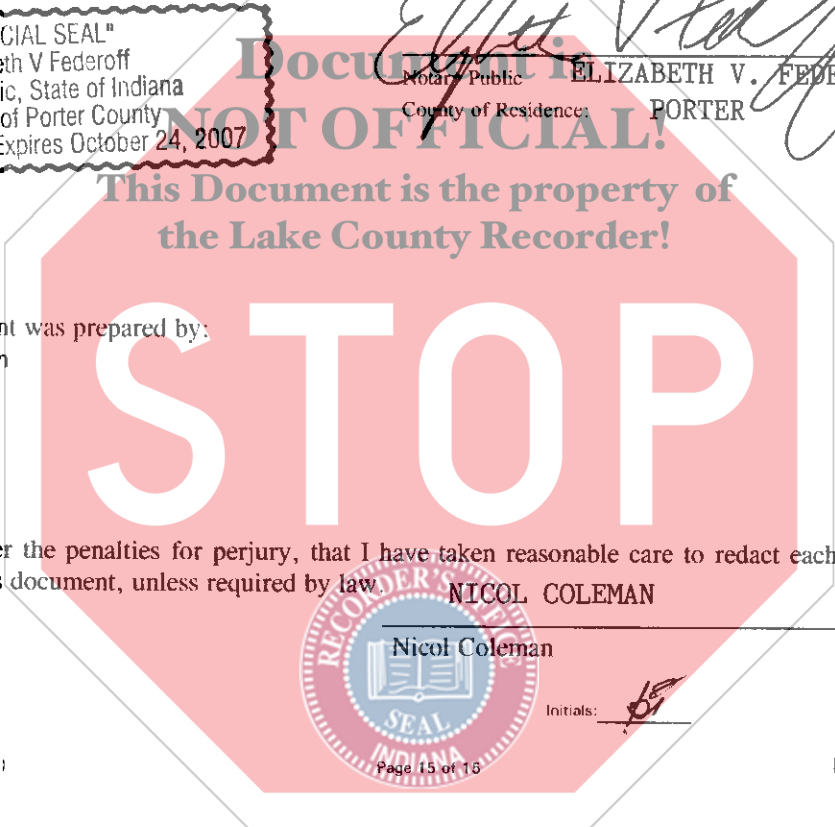 CIAL SEAL"
eth V Federoff
ic, State of Indiana
of Porter County
Expires October 24, 2007
Notary Public ELIZABETH V. FEDE
County of Residence: PORTER
Document is
NOT OFFICIAL!
This Document is the property of
the Lake County Recorder!
nt was prepared by:
STOP
er the penalties for perjury, that I have taken reasonable care to redact each
s document, unless required by law. NICOL COLEMAN
Nicol Coleman
RECORDER'S OFFICE
SEAL
INDIANA
Initials:
Page 15 of 16